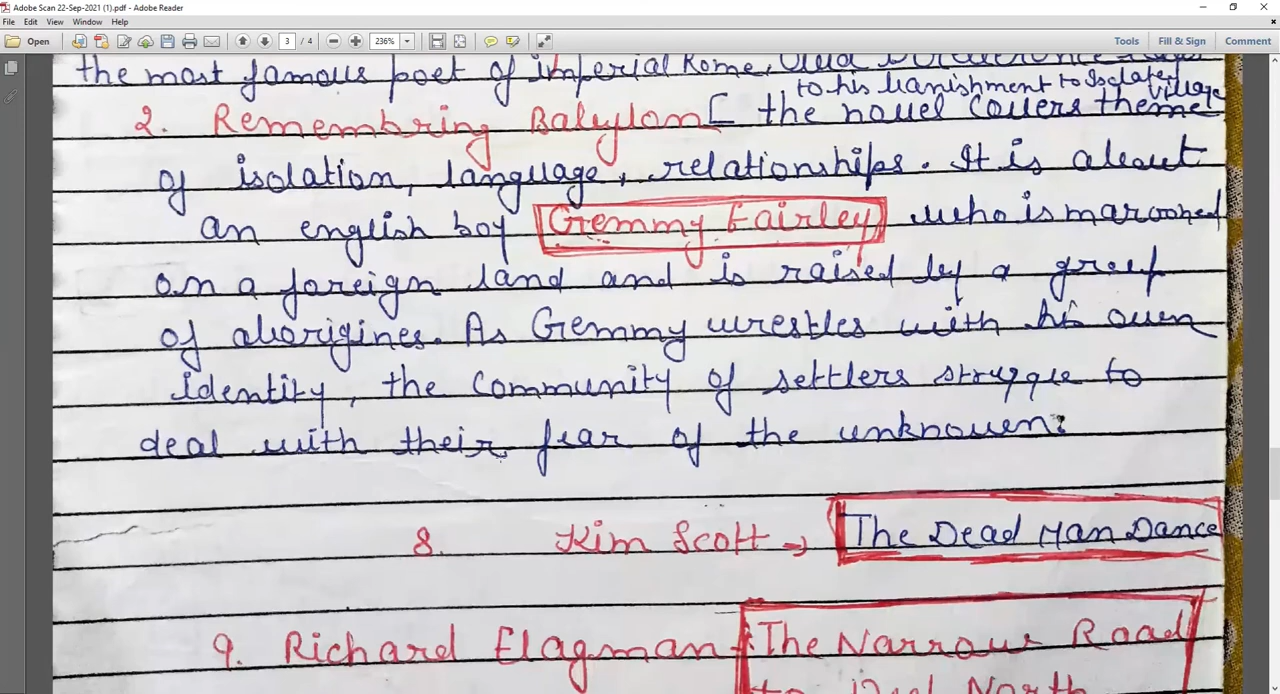 Adobe Scan 22-Sep-2021 (1).pdf - Adobe Reader
File Edit View Window Help
Open 3 / 4 236% Tools Fill & Sign Comment
the most famous poet of imperial Rome,
to his banishment to Isolated village
2. Remembring Babylon [ the novel covers theme
of isolation, language, relationships. It is about
an english boy Gemmy Fairley who is marooned
on a foreign land and is raised by a group
of aborigines. As Gemmy wrestles with his own
identity, the community of settlers struggle to
deal with their fear of the unknown.
8. Kim Scott → The Dead Man Dance
9. Richard Flagman - The Narrow Road
to Deep North